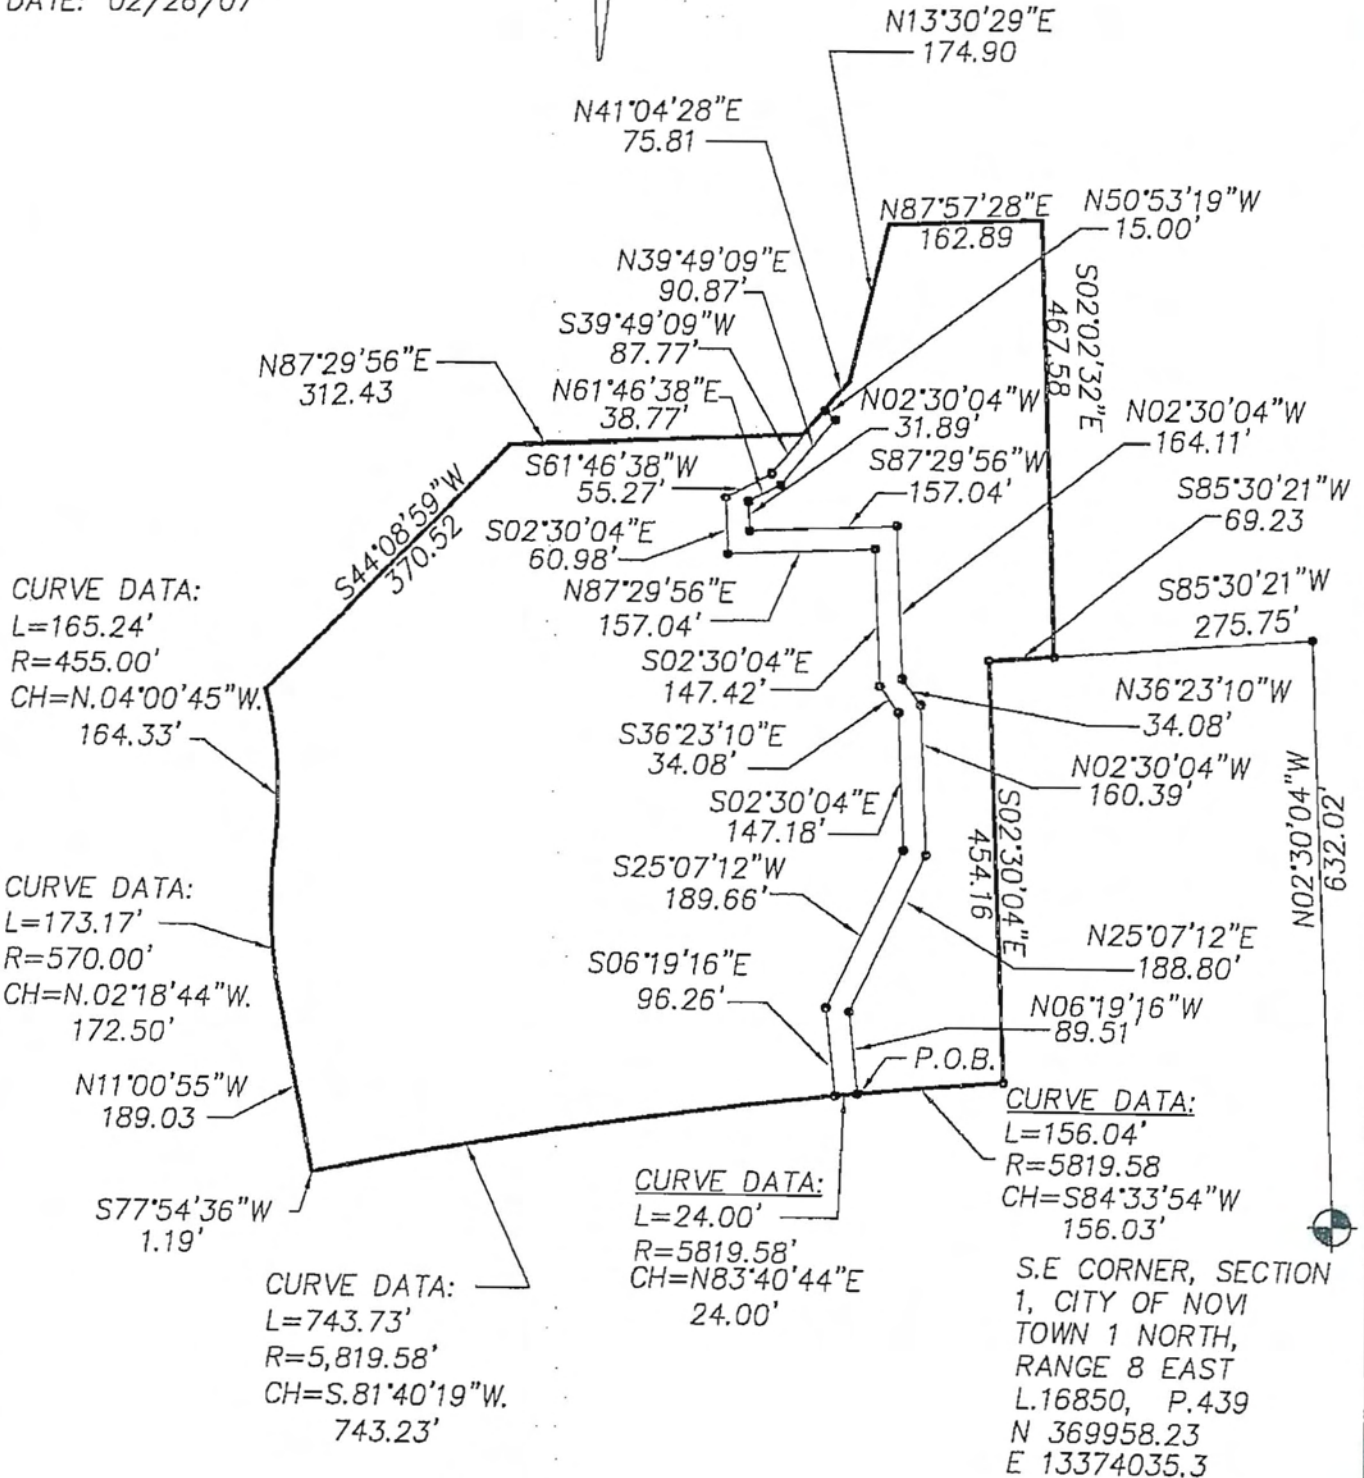 DATE: 02/26/07
N13°30'29"E
174.90
N41°04'28"E
75.81
N87°57'28"E
162.89
N50°53'19"W
15.00'
N39°49'09"E
90.87'
S39°49'09"W
87.77'
S02°02'32"E
467.58
N87°29'56"E
312.43
N61°46'38"E
38.77'
N02°30'04"W
31.89'
N02°30'04"W
164.11'
S61°46'38"W
55.27'
S87°29'56"W
157.04'
S85°30'21"W
69.23
S44°08'59"W
370.52
S02°30'04"E
60.98'
N87°29'56"E
157.04'
S85°30'21"W
275.75'
CURVE DATA:
L=165.24'
R=455.00'
CH=N.04°00'45"W.
164.33'
S02°30'04"E
147.42'
N36°23'10"W
34.08'
S36°23'10"E
34.08'
N02°30'04"W
160.39'
N02°30'04"W
632.02'
S02°30'04"E
147.18'
S02°30'04"E
454.16
CURVE DATA:
L=173.17'
R=570.00'
CH=N.02°18'44"W.
172.50'
S25°07'12"W
189.66'
N25°07'12"E
188.80'
S06°19'16"E
96.26'
N06°19'16"W
89.51'
P.O.B.
N11°00'55"W
189.03
CURVE DATA:
L=156.04'
R=5819.58
CH=S84°33'54"W
156.03'
S77°54'36"W
1.19'
CURVE DATA:
L=24.00'
R=5819.58'
CH=N83°40'44"E
24.00'
CURVE DATA:
L=743.73'
R=5,819.58'
CH=S.81°40'19"W.
743.23'
S.E CORNER, SECTION
1, CITY OF NOVI
TOWN 1 NORTH,
RANGE 8 EAST
L.16850, P.439
N 369958.23
E 13374035.3